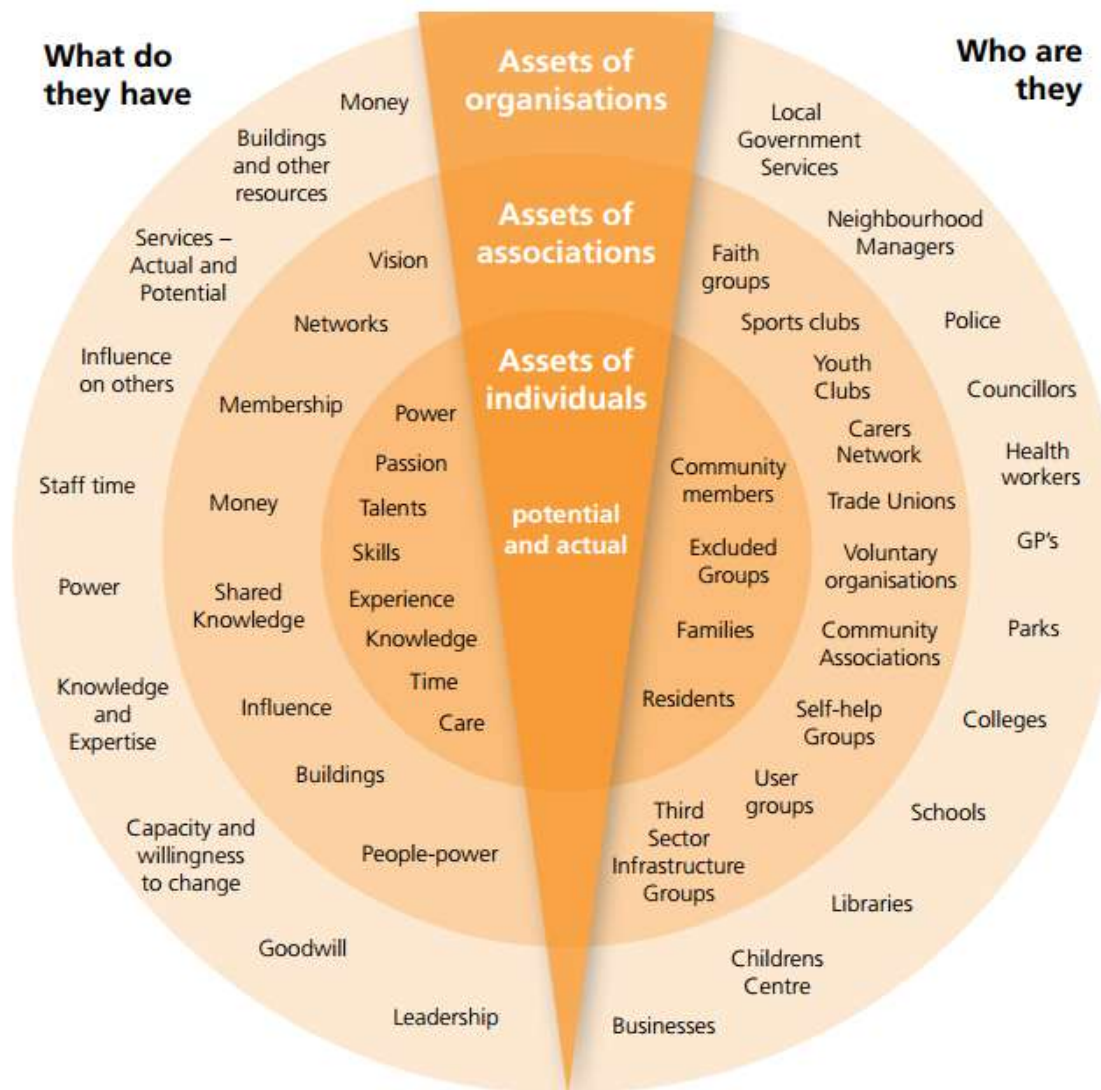 What do
they have
Who are
they
Assets of
organisations
Assets of
associations
Assets of
individuals
potential
and actual
Money
Buildings
and other
resources
Services –
Actual and
Potential
Influence
on others
Staff time
Power
Knowledge
and
Expertise
Capacity and
willingness
to change
Goodwill
Leadership
Vision
Networks
Membership
Money
Shared
Knowledge
Influence
Buildings
People-power
Power
Passion
Talents
Skills
Experience
Knowledge
Time
Care
Community
members
Excluded
Groups
Families
Residents
Faith
groups
Sports clubs
Youth
Clubs
Carers
Network
Trade Unions
Voluntary
organisations
Community
Associations
Self-help
Groups
User
groups
Third
Sector
Infrastructure
Groups
Local
Government
Services
Neighbourhood
Managers
Police
Councillors
Health
workers
GP's
Parks
Colleges
Schools
Libraries
Childrens
Centre
Businesses